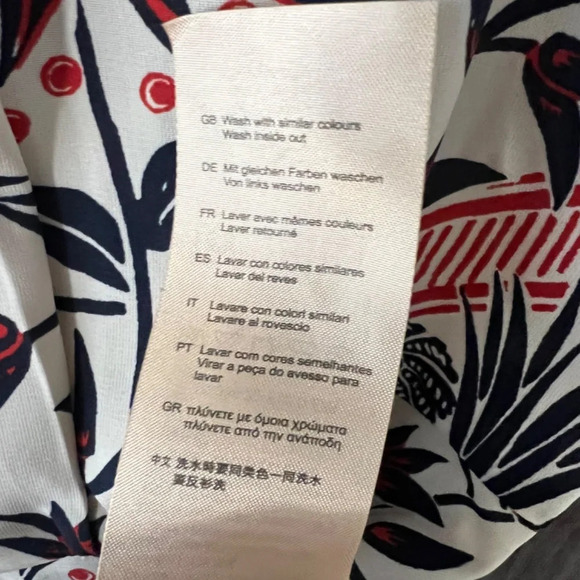 GB Wash with similar colours
Wash inside out
DE Mit gleichen Farben waschen
Von links waschen
FR Laver avec mêmes couleurs
Laver retourné
ES Lavar con colores similares
Lavar del reves
IT Lavare con colori similari
Lavare al rovescio
PT Lavar com cores semelhantes
Virar a peça do avesso para
lavar
GR πλύνετε με όμοια χρώματα
πλύνετε από την ανάποδη
中文 洗水時要同类色一同洗水
要反衫洗